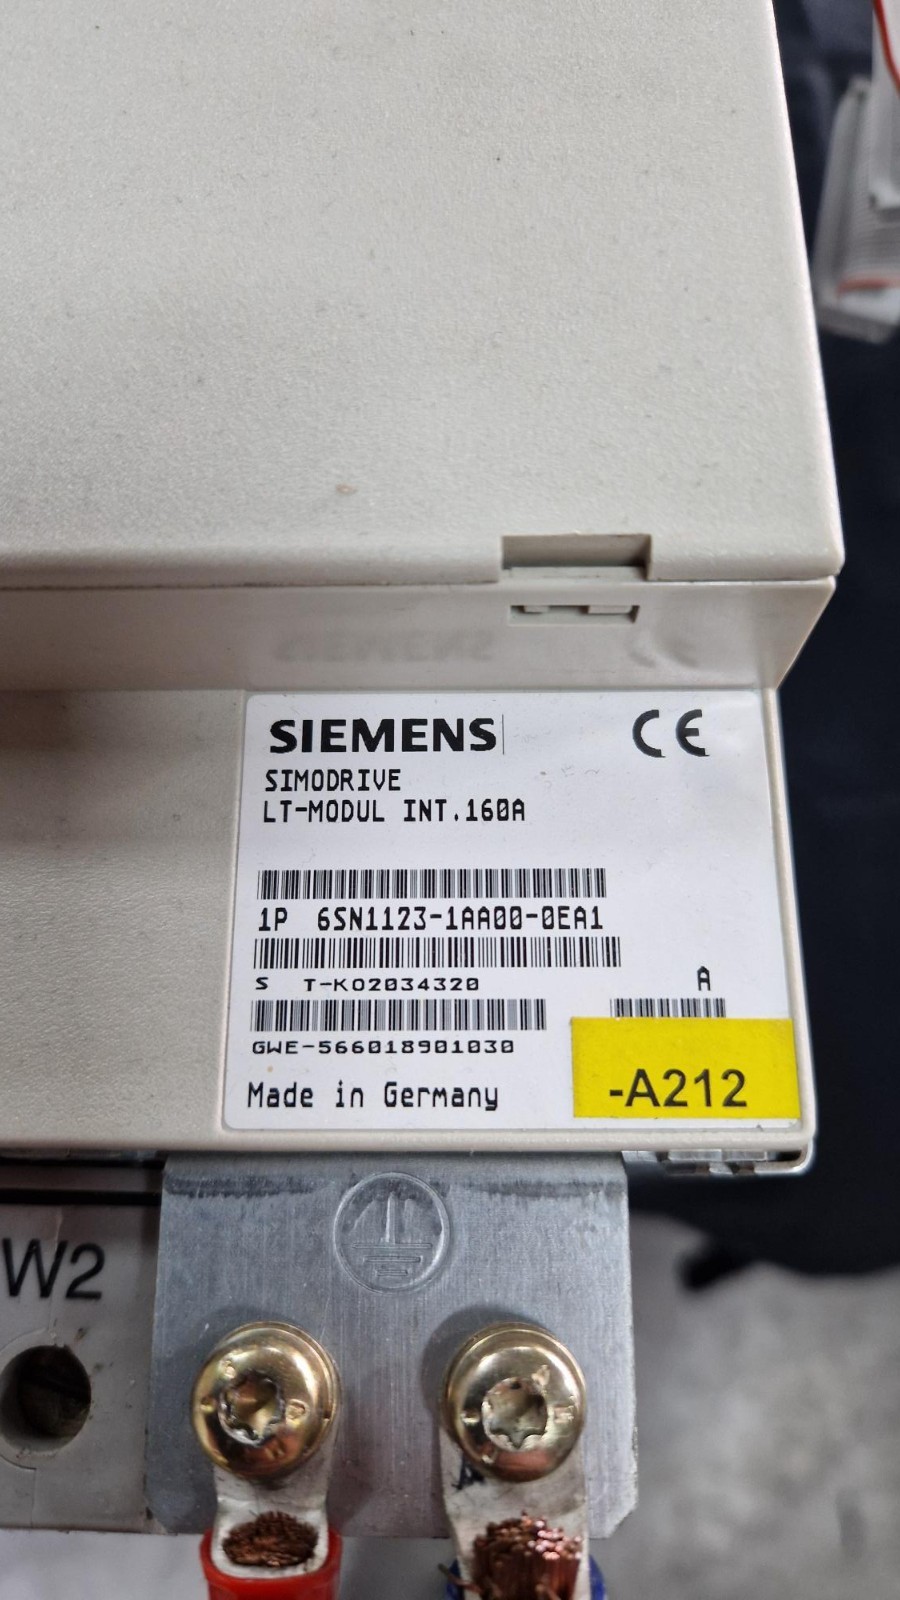 SIEMENS
CE
SIMODRIVE
LT-MODUL INT.160A
1P 6SN1123-1AA00-0EA1
S T-K02034320
A
GWE-566018901030
Made in Germany
-A212
W2